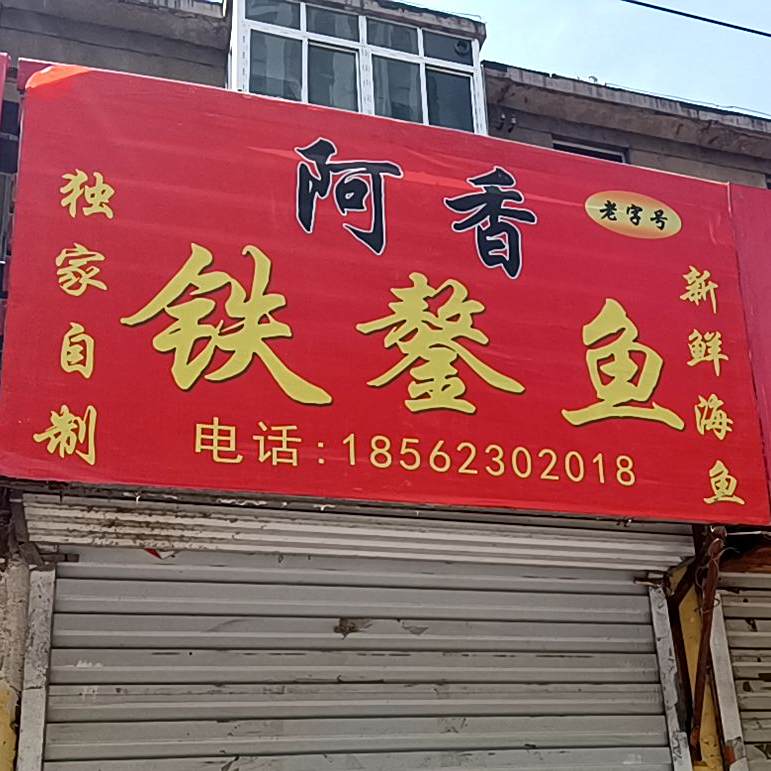 阿香
老字号
独家自制
铁鏊鱼
新鲜海鱼
电话:18562302018